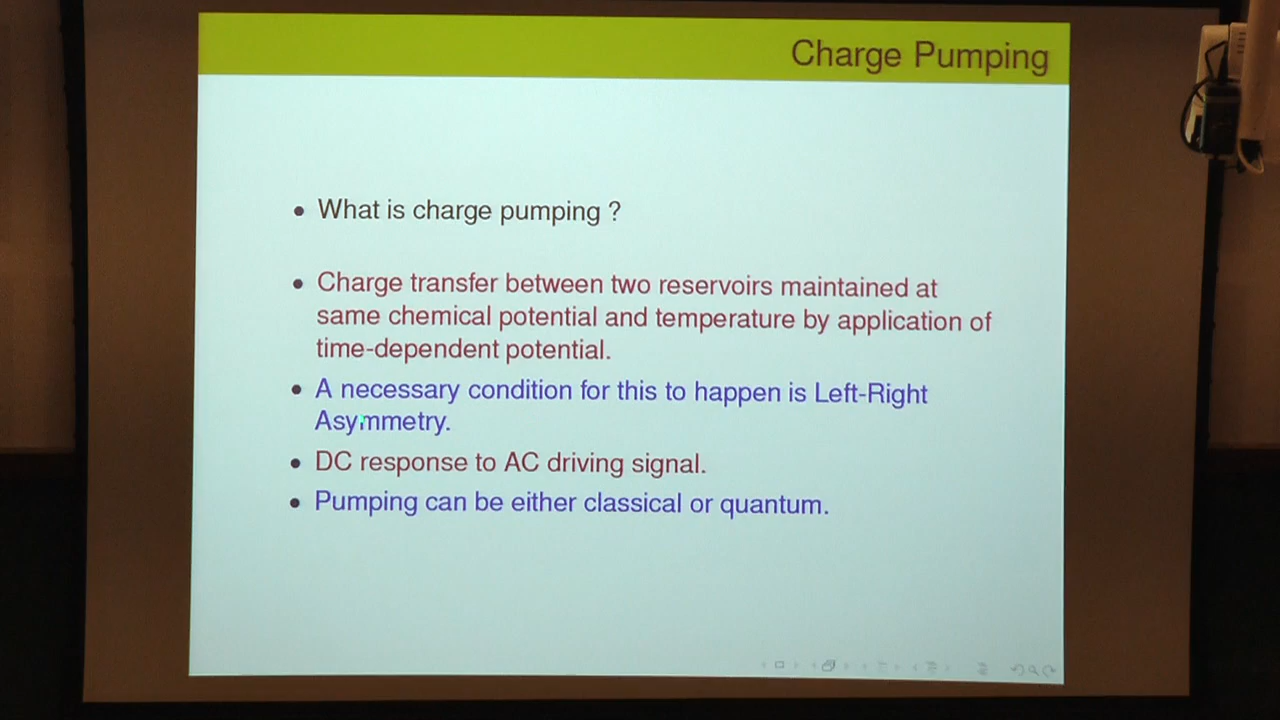 Charge Pumping
• What is charge pumping ?
• Charge transfer between two reservoirs maintained at
same chemical potential and temperature by application of
time-dependent potential.
• A necessary condition for this to happen is Left-Right
Asymmetry.
• DC response to AC driving signal.
• Pumping can be either classical or quantum.